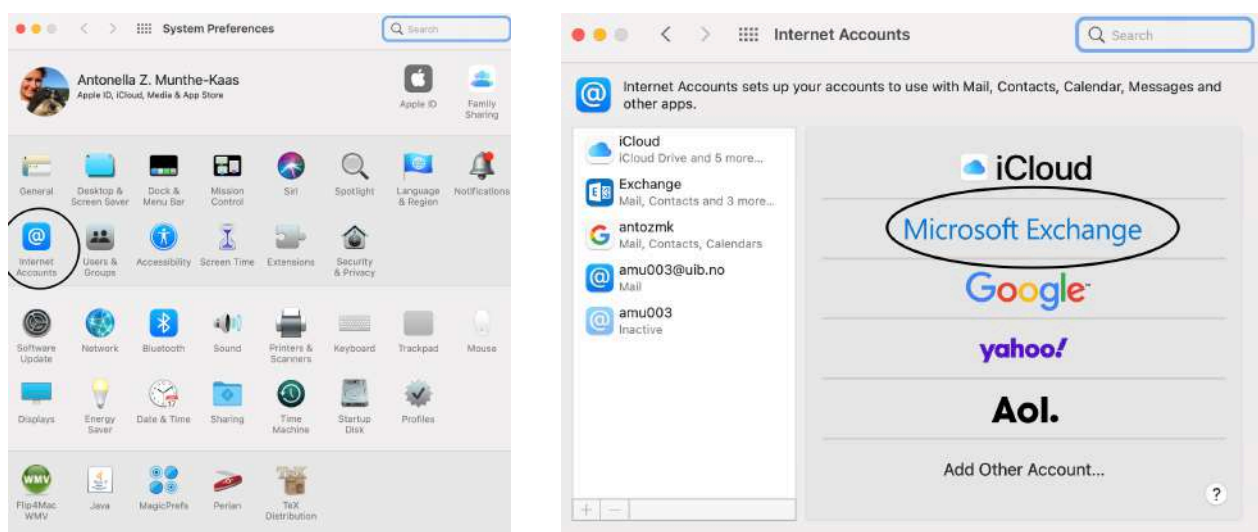 System Preferences
Search
Antonella Z. Munthe-Kaas
Apple ID, iCloud, Media & App Store
Apple ID
Family
Sharing
General
Desktop &
Screen Saver
Dock &
Menu Bar
Mission
Control
Siri
Spotlight
Language
& Region
Notifications
@
Internet
Accounts
Users &
Groups
Accessibility
Screen Time
Extensions
Security
& Privacy
Software
Update
Network
Bluetooth
Sound
Printers &
Scanners
Keyboard
Trackpad
Mouse
Displays
Energy
Saver
Date & Time
Sharing
Time
Machine
Startup
Disk
Profiles
WMV
Flip4Mac
WMV
Java
MagicPrefs
Perian
TeX
TeX
Distribution
Internet Accounts
Search
@
Internet Accounts sets up your accounts to use with Mail, Contacts, Calendar, Messages and
other apps.
iCloud
iCloud Drive and 5 more...
Exchange
Mail, Contacts and 3 more...
antozmk
Mail, Contacts, Calendars
@
amu003@uib.no
Mail
@
amu003
Inactive
+ −
iCloud
Microsoft Exchange
Google
yahoo!
Aol.
Add Other Account...
?